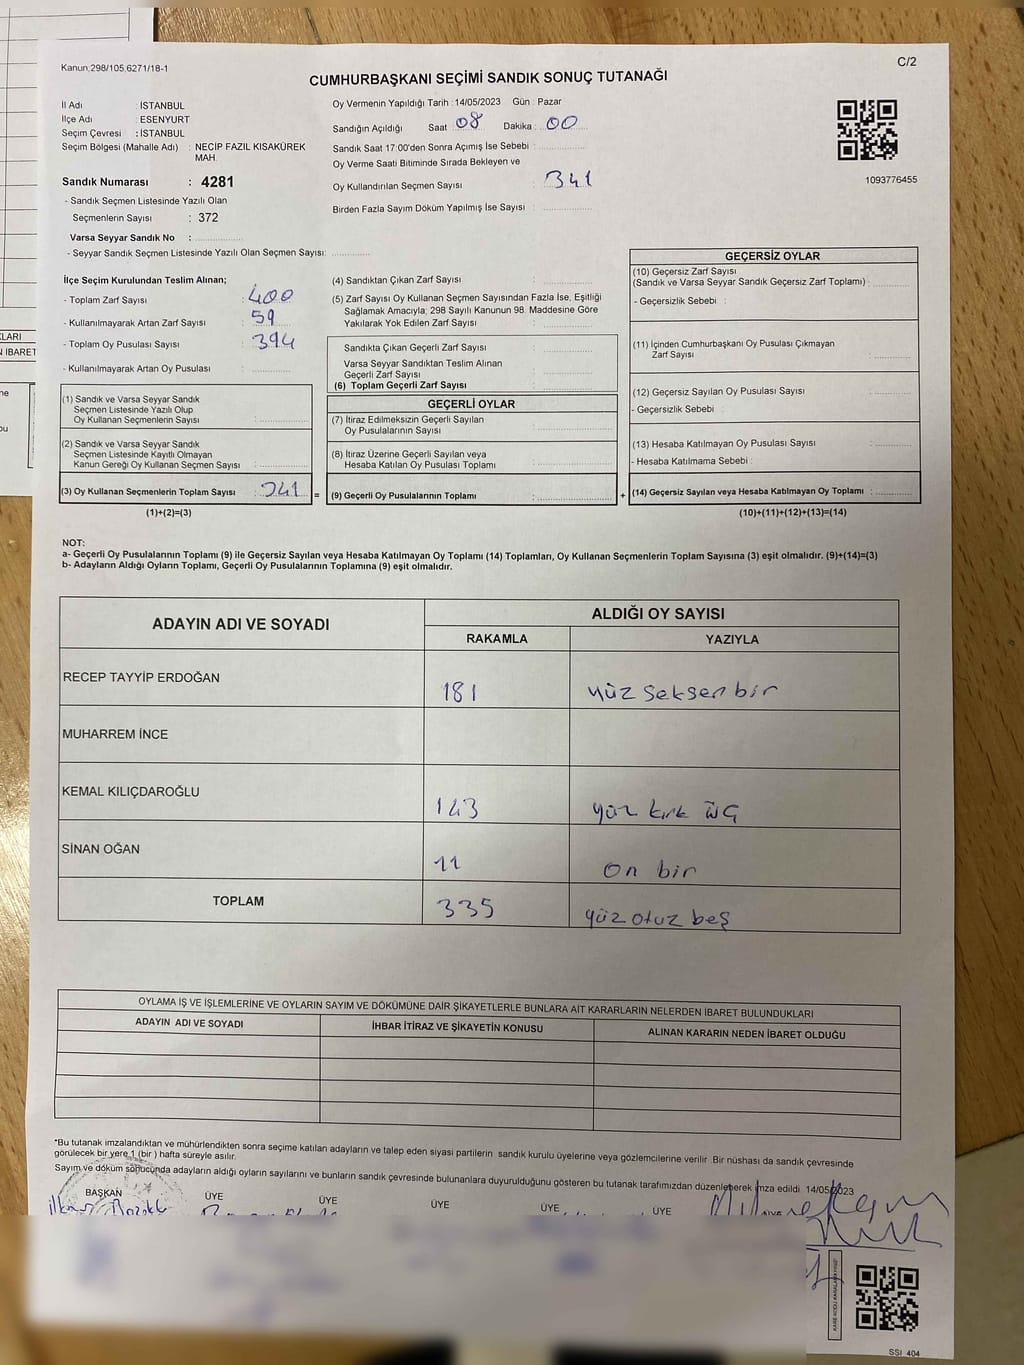 Kanun;298/105,6271/18-1
C/2
CUMHURBAŞKANI SEÇİMİ SANDIK SONUÇ TUTANAĞI
İl Adı : İSTANBUL
İlçe Adı : ESENYURT
Seçim Çevresi : İSTANBUL
Seçim Bölgesi (Mahalle Adı) : NECİP FAZIL KISAKÜREK
MAH.
Sandık Numarası : 4281
- Sandık Seçmen Listesinde Yazılı Olan
Seçmenlerin Sayısı : 372
Varsa Seyyar Sandık No :
- Seyyar Sandık Seçmen Listesinde Yazılı Olan Seçmen Sayısı:
Oy Vermenin Yapıldığı Tarih : 14/05/2023 Gün : Pazar
Sandığın Açıldığı Saat 08 Dakika : 00
Sandık Saat 17:00'den Sonra Açımış İse Sebebi :
Oy Verme Saati Bitiminde Sırada Bekleyen ve
Oy Kullandırılan Seçmen Sayısı : 341
Birden Fazla Sayım Döküm Yapılmış İse Sayısı :
1093776455
İlçe Seçim Kurulundan Teslim Alınan;
- Toplam Zarf Sayısı : 400
- Kullanılmayarak Artan Zarf Sayısı : 59
- Toplam Oy Pusulası Sayısı : 394
- Kullanılmayarak Artan Oy Pusulası :
(1) Sandık ve Varsa Seyyar Sandık
Seçmen Listesinde Yazılı Olup
Oy Kullanan Seçmenlerin Sayısı :
(2) Sandık ve Varsa Seyyar Sandık
Seçmen Listesinde Kayıtlı Olmayan
Kanun Gereği Oy Kullanan Seçmen Sayısı :
(3) Oy Kullanan Seçmenlerin Toplam Sayısı : 341 =
(1)+(2)=(3)
(4) Sandıktan Çıkan Zarf Sayısı :
(5) Zarf Sayısı Oy Kullanan Seçmen Sayısından Fazla İse, Eşitliği
Sağlamak Amacıyla; 298 Sayılı Kanunun 98. Maddesine Göre
Yakılarak Yok Edilen Zarf Sayısı :
Sandıkta Çıkan Geçerli Zarf Sayısı :
Varsa Seyyar Sandıktan Teslim Alınan
Geçerli Zarf Sayısı :
(6) Toplam Geçerli Zarf Sayısı :
GEÇERLİ OYLAR
(7) İtiraz Edilmeksizin Geçerli Sayılan
Oy Pusulalarının Sayısı :
(8) İtiraz Üzerine Geçerli Sayılan veya
Hesaba Katılan Oy Pusulası Toplamı :
(9) Geçerli Oy Pusulalarının Toplamı : +
GEÇERSİZ OYLAR
(10) Geçersiz Zarf Sayısı
(Sandık ve Varsa Seyyar Sandık Geçersiz Zarf Toplamı) :
- Geçersizlik Sebebi :
(11) İçinden Cumhurbaşkanı Oy Pusulası Çıkmayan
Zarf Sayısı :
(12) Geçersiz Sayılan Oy Pusulası Sayısı :
- Geçersizlik Sebebi :
(13) Hesaba Katılmayan Oy Pusulası Sayısı :
- Hesaba Katılmama Sebebi :
(14) Geçersiz Sayılan veya Hesaba Katılmayan Oy Toplamı :
(10)+(11)+(12)+(13)=(14)
NOT:
a- Geçerli Oy Pusulalarının Toplamı (9) ile Geçersiz Sayılan veya Hesaba Katılmayan Oy Toplamı (14) Toplamları, Oy Kullanan Seçmenlerin Toplam Sayısına (3) eşit olmalıdır. (9)+(14)=(3)
b- Adayların Aldığı Oyların Toplamı, Geçerli Oy Pusulalarının Toplamına (9) eşit olmalıdır.
ADAYIN ADI VE SOYADI
ALDIĞI OY SAYISI
RAKAMLA YAZIYLA
RECEP TAYYİP ERDOĞAN 181 yüz seksen bir
MUHARREM İNCE
KEMAL KILIÇDAROĞLU 143 yüz kırk üç
SİNAN OĞAN 11 on bir
TOPLAM 335 yüz otuz beş
OYLAMA İŞ VE İŞLEMLERİNE VE OYLARIN SAYIM VE DÖKÜMÜNE DAİR ŞİKAYETLERLE BUNLARA AİT KARARLARIN NELERDEN İBARET BULUNDUKLARI
ADAYIN ADI VE SOYADI İHBAR İTİRAZ VE ŞİKAYETİN KONUSU ALINAN KARARIN NEDEN İBARET OLDUĞU
*Bu tutanak imzalandıktan ve mühürlendikten sonra seçime katılan adayların ve talep eden siyasi partilerin sandık kurulu üyelerine veya gözlemcilerine verilir. Bir nüshası da sandık çevresinde
görülecek bir yere 1 (bir) hafta süreyle asılır.
Sayım ve döküm sonucunda adayların aldığı oyların sayılarını ve bunların sandık çevresinde bulunanlara duyurulduğunu gösteren bu tutanak tarafımızdan düzenlenerek imza edildi. 14/05/2023
BAŞKAN ÜYE ÜYE ÜYE ÜYE ÜYE
SSI_404
LARI
İBARET